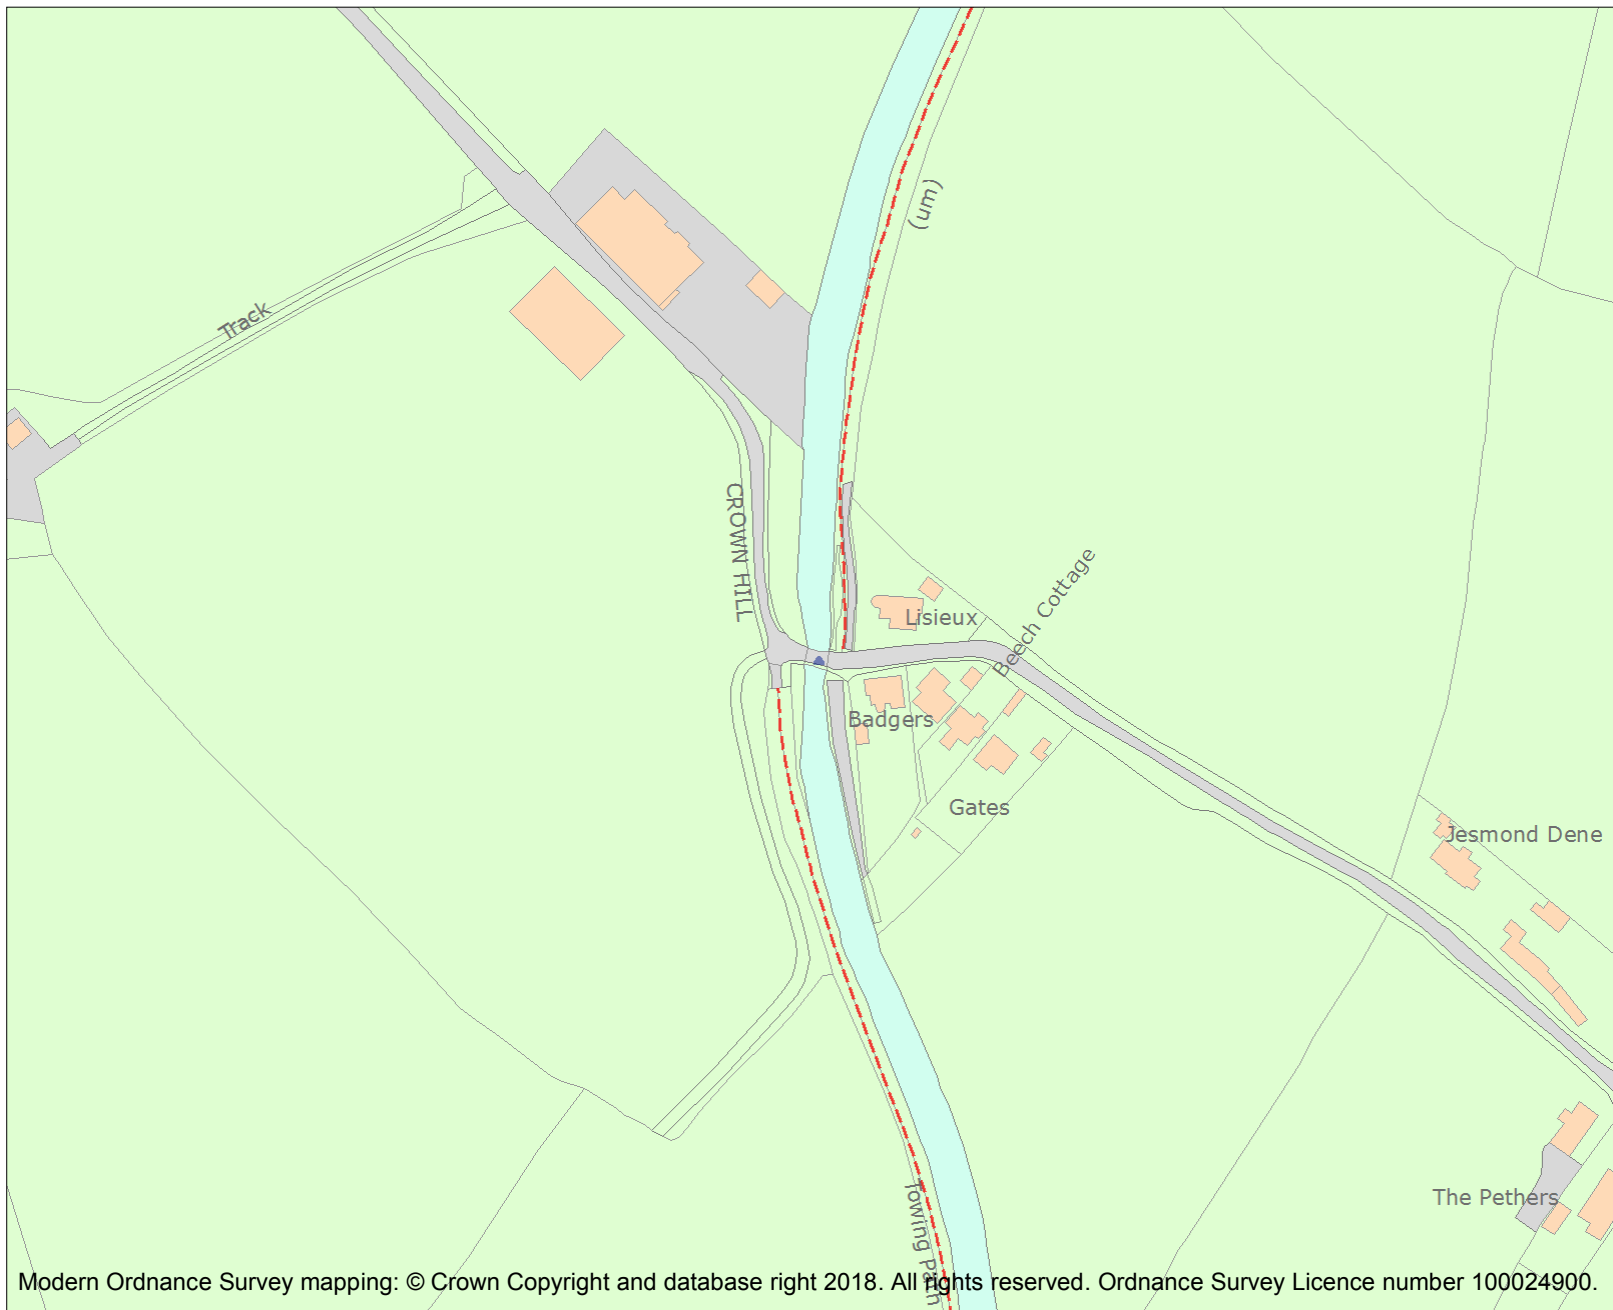 (um)
Track
CROWN HILL
Beech Cottage
Lisieux
Badgers
Gates
Jesmond Dene
The Pethers
Towing Path
Modern Ordnance Survey mapping: © Crown Copyright and database right 2018. All rights reserved. Ordnance Survey Licence number 100024900.